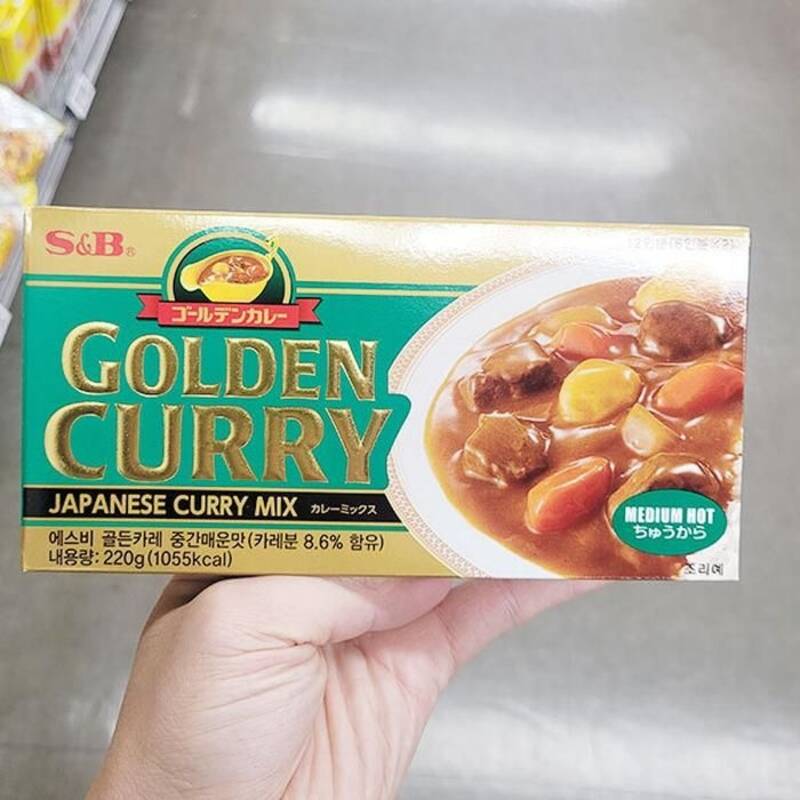 S&B®
ゴールデンカレー
GOLDEN
CURRY
JAPANESE CURRY MIX カレーミックス
에스비 골든카레 중간매운맛(카레분 8.6% 함유)
내용량: 220g(1055kcal)
MEDIUM HOT
ちゅうから
조리예